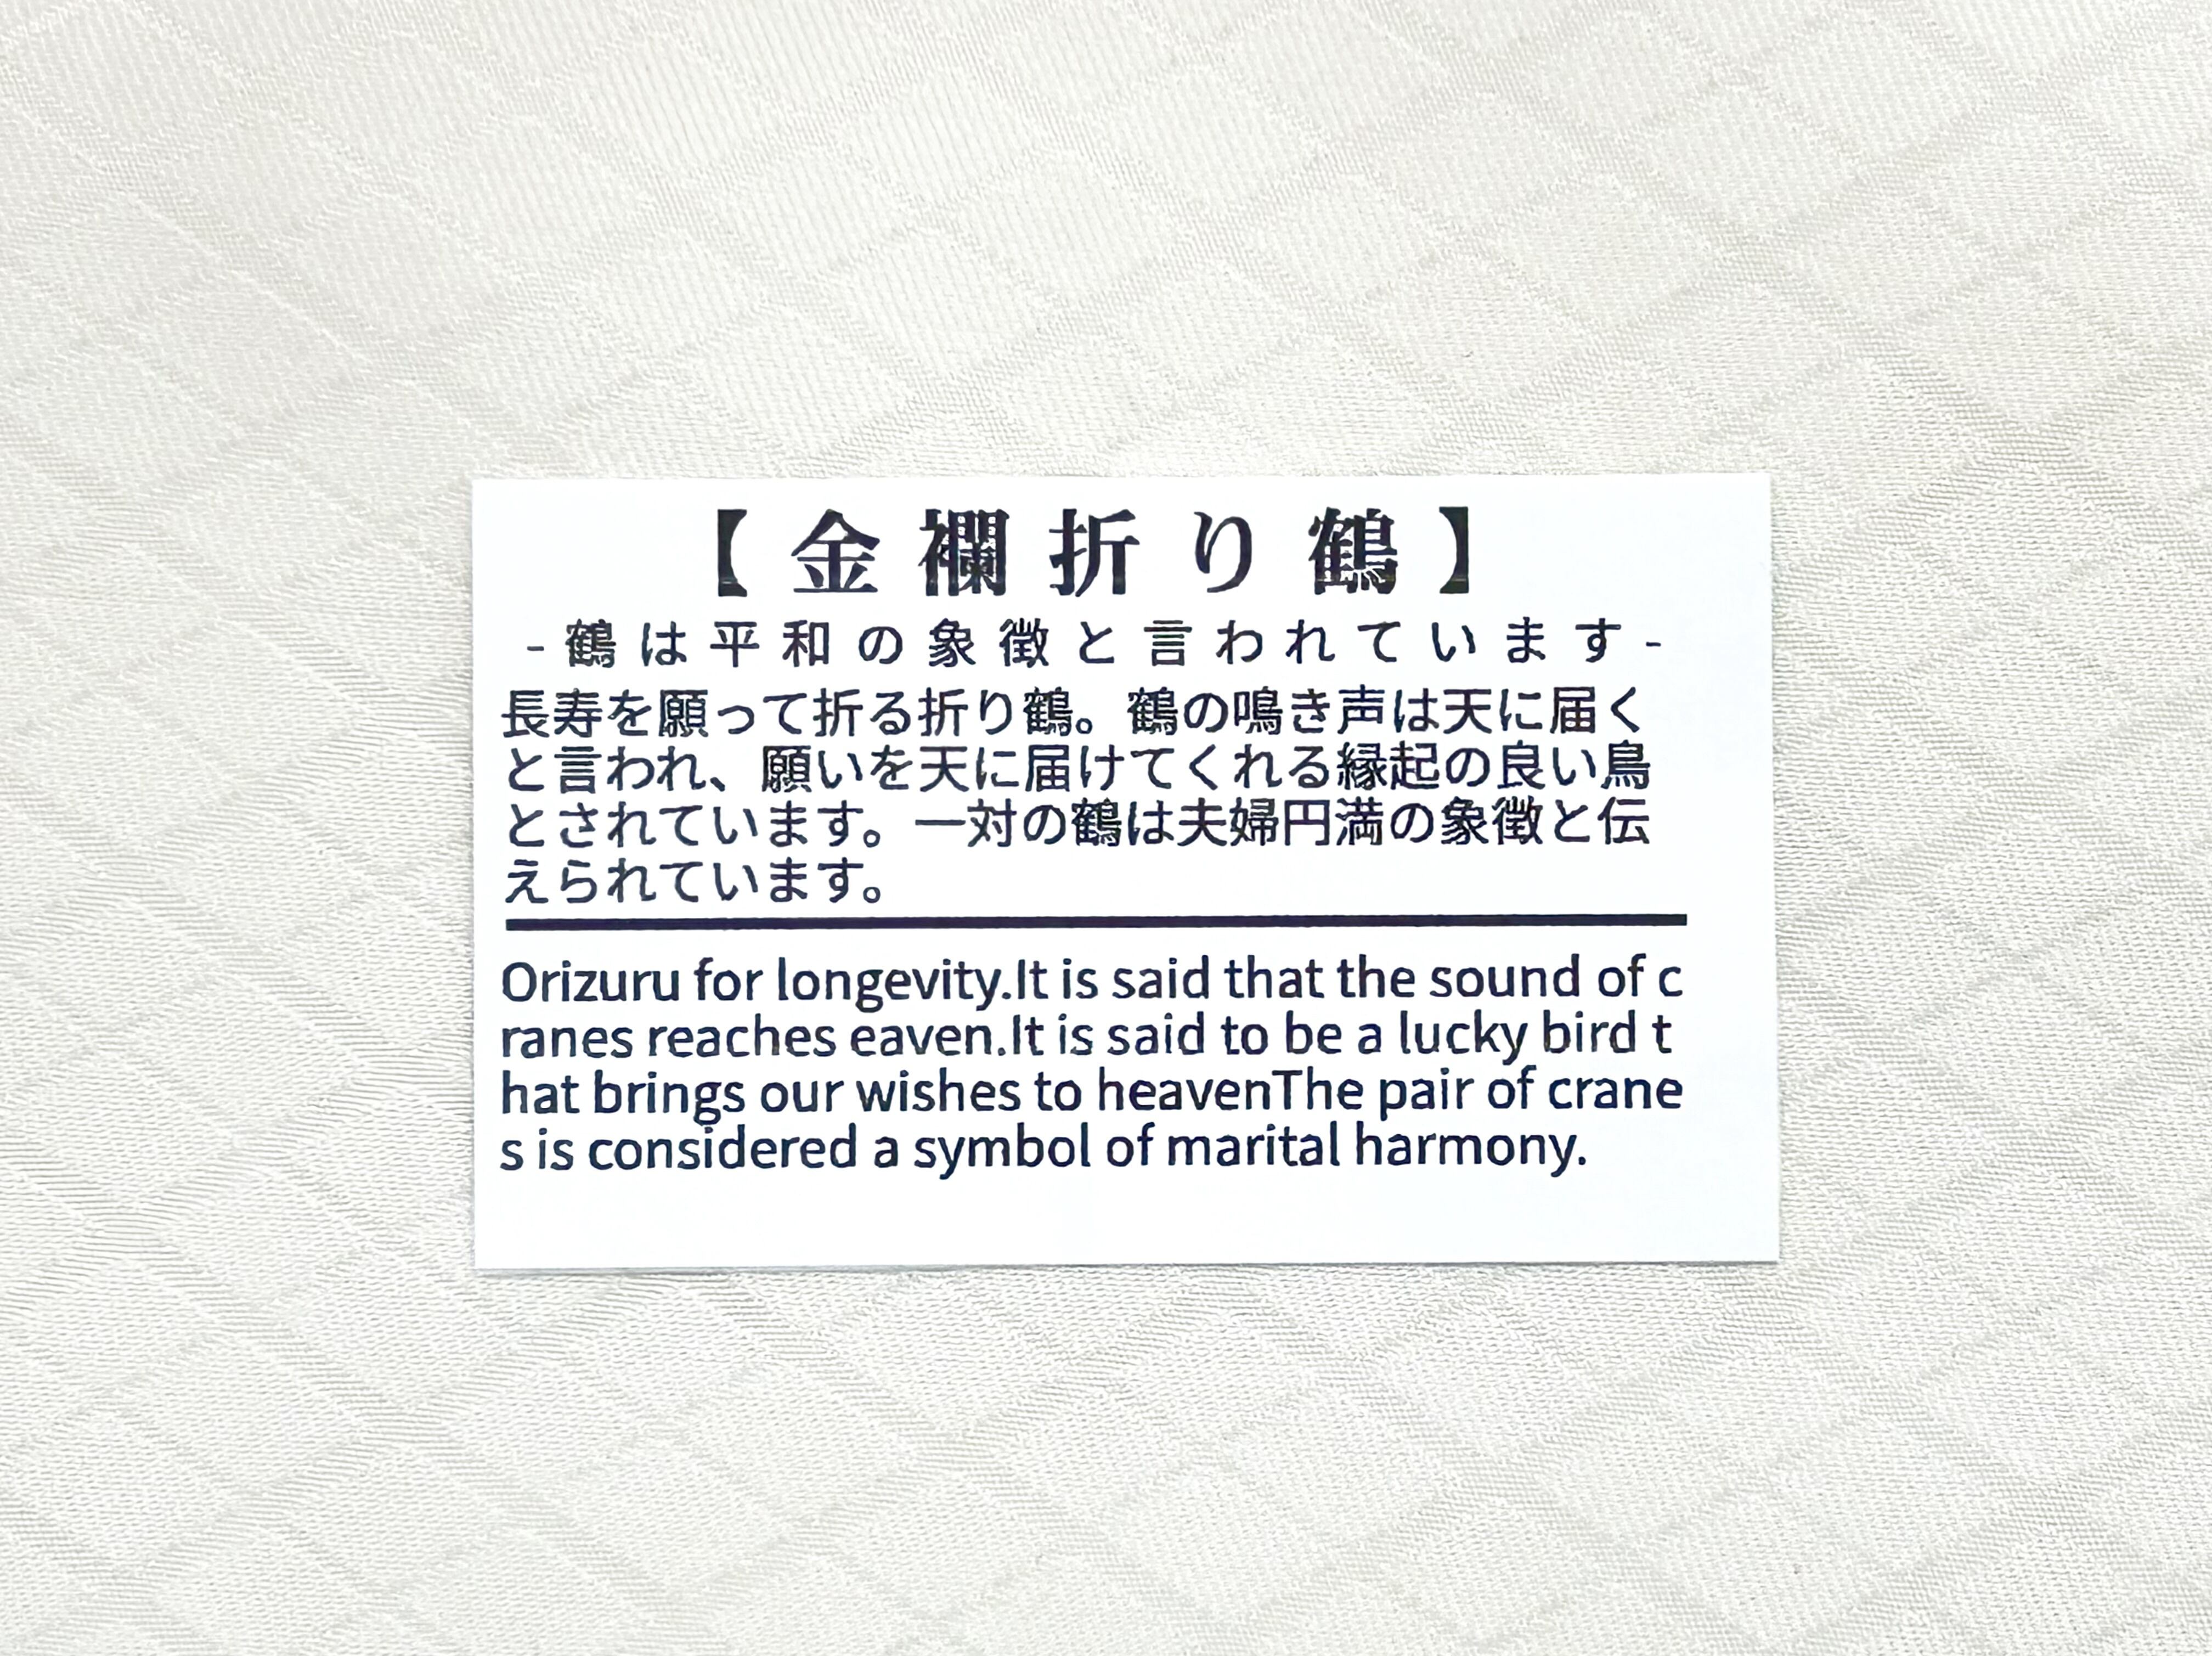 【金襴折り鶴】
-鶴は平和の象徴と言われています-
長寿を願って折る折り鶴。鶴の鳴き声は天に届く
と言われ、願いを天に届けてくれる縁起の良い鳥
とされています。一対の鶴は夫婦円満の象徴と伝
えられています。
Orizuru for longevity.It is said that the sound of c
ranes reaches eaven.It is said to be a lucky bird t
hat brings our wishes to heavenThe pair of crane
s is considered a symbol of marital harmony.